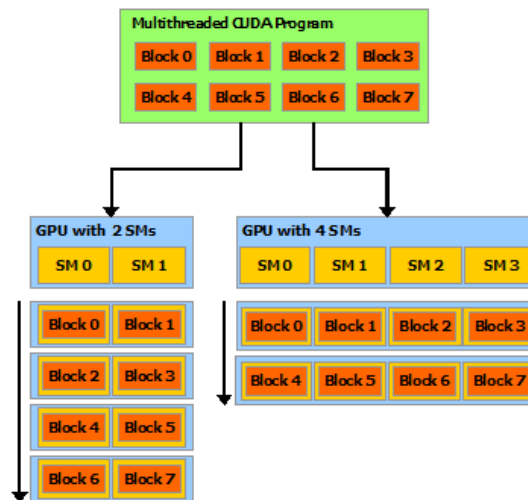 Multithreaded CUDA Program
Block 0 Block 1 Block 2 Block 3
Block 4 Block 5 Block 6 Block 7
GPU with 2 SMs
SM 0 SM 1
Block 0 Block 1
Block 2 Block 3
Block 4 Block 5
Block 6 Block 7
GPU with 4 SMs
SM 0 SM 1 SM 2 SM 3
Block 0 Block 1 Block 2 Block 3
Block 4 Block 5 Block 6 Block 7